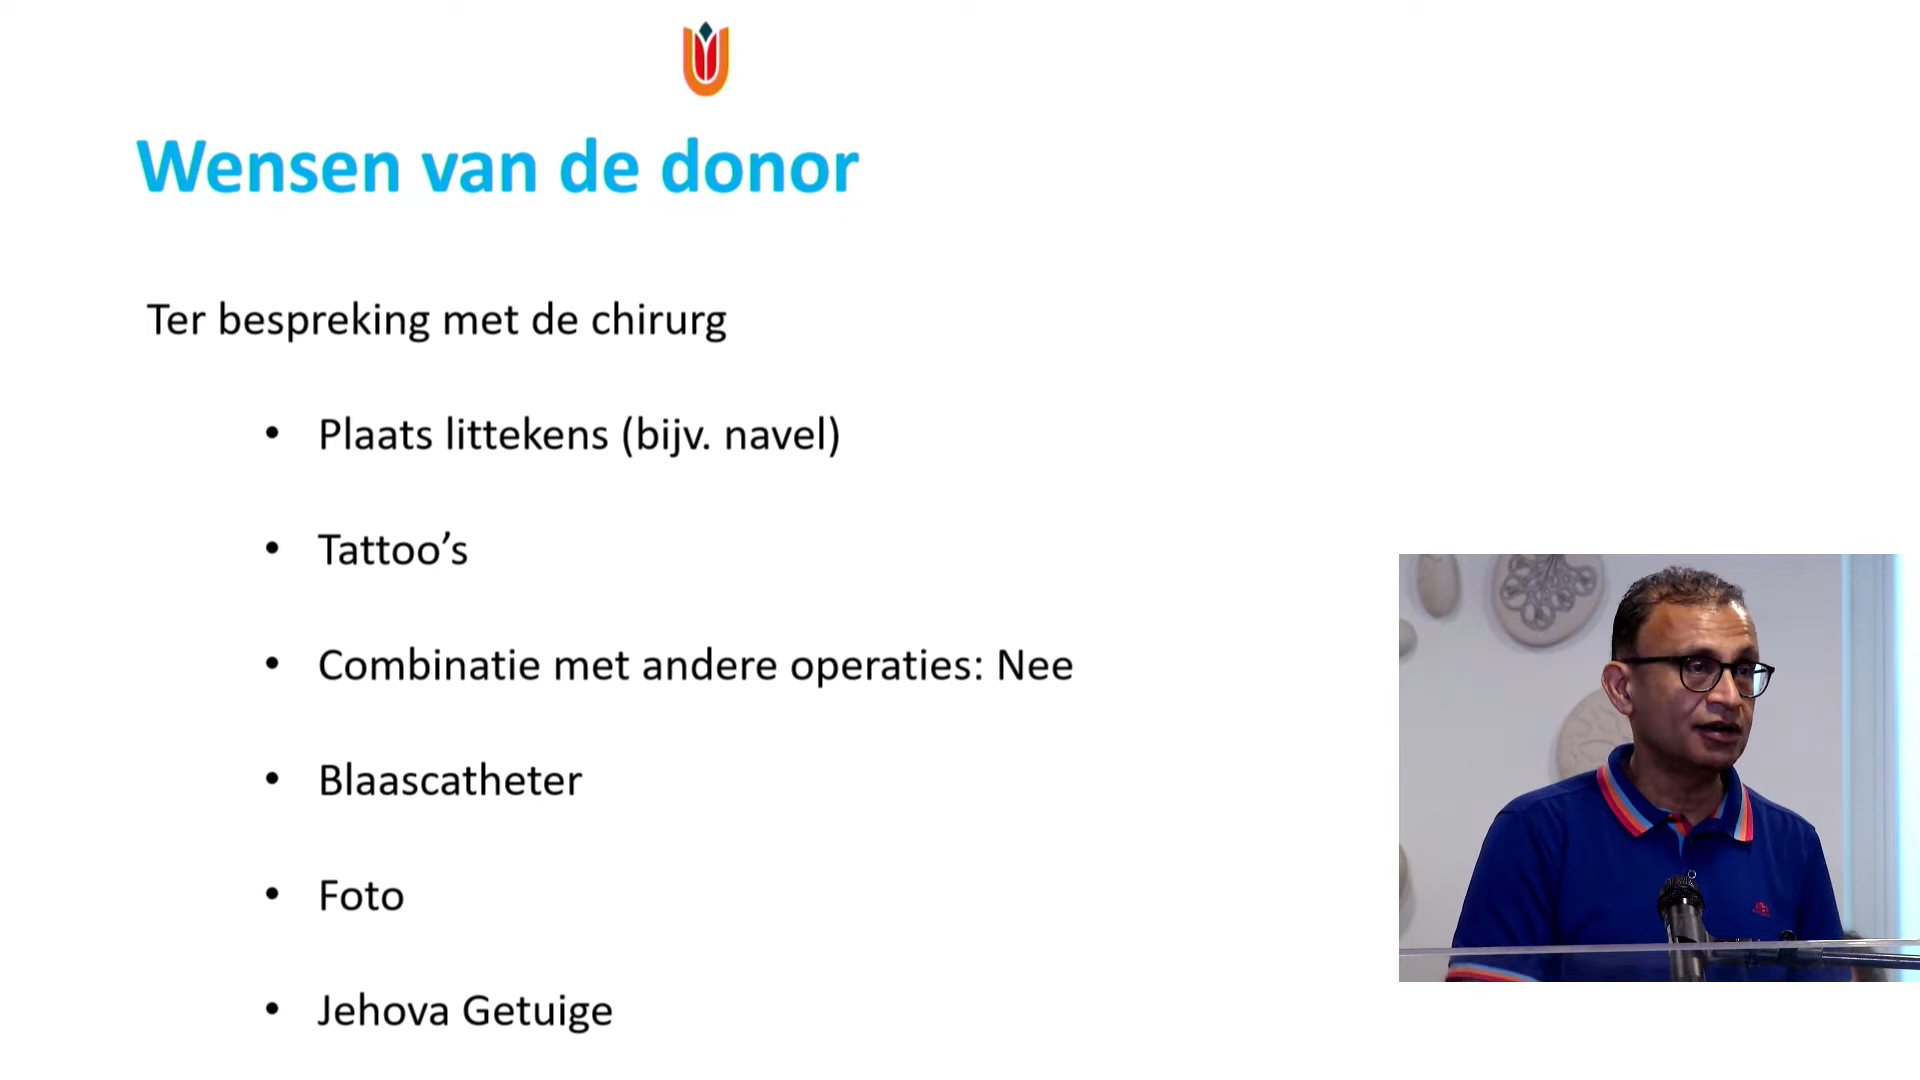 Wensen van de donor
Ter bespreking met de chirurg
• Plaats littekens (bijv. navel)
• Tattoo’s
• Combinatie met andere operaties: Nee
• Blaascatheter
• Foto
• Jehova Getuige